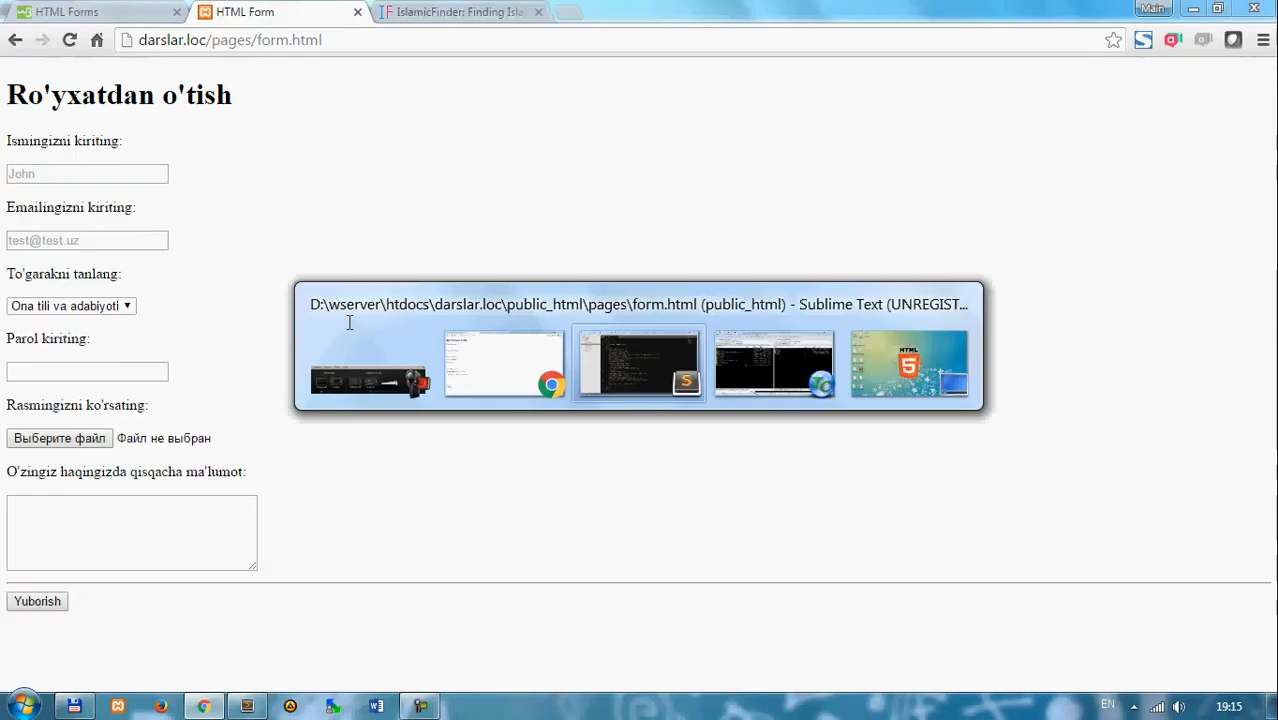 HTML Forms
HTML Form
IslamicFinder: Finding Isla
Main
darslar.loc/pages/form.html
Ro'yxatdan o'tish
Ismingizni kiriting:
John
Emailingizni kiriting:
test@test.uz
To'garakni tanlang:
Ona tili va adabiyoti
Parol kiriting:
Rasmingizni ko'rsating:
Выберите файл Файл не выбран
O'zingiz haqingizda qisqacha ma'lumot:
Yuborish
D:\wserver\htdocs\darslar.loc\public_html\pages\form.html (public_html) - Sublime Text (UNREGIST...
HTML
5
EN
19:15